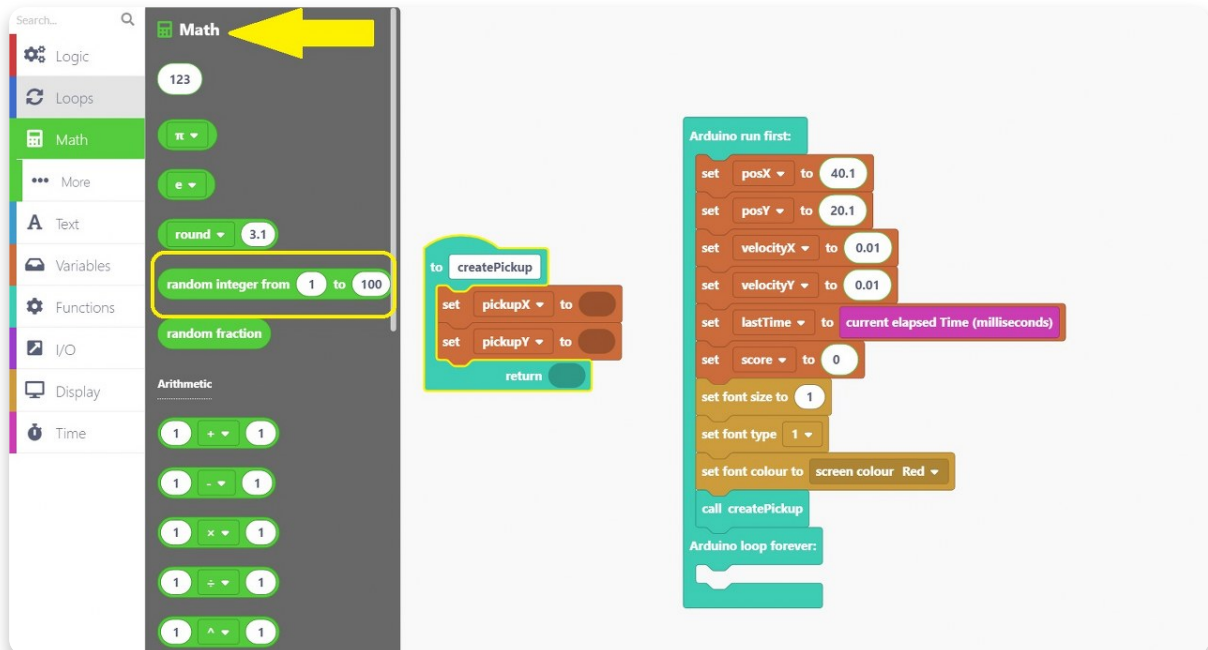 Search...
Logic
Loops
Math
More
Text
Variables
Functions
I/O
Display
Time
Math
123
π
e
round 3.1
random integer from 1 to 100
random fraction
Arithmetic
1 + 1
1 - 1
1 × 1
1 ÷ 1
1 ^ 1
to createPickup
set pickupX to
set pickupY to
return
Arduino run first:
set posX to 40.1
set posY to 20.1
set velocityX to 0.01
set velocityY to 0.01
set lastTime to current elapsed Time (milliseconds)
set score to 0
set font size to 1
set font type 1
set font colour to screen colour Red
call createPickup
Arduino loop forever: